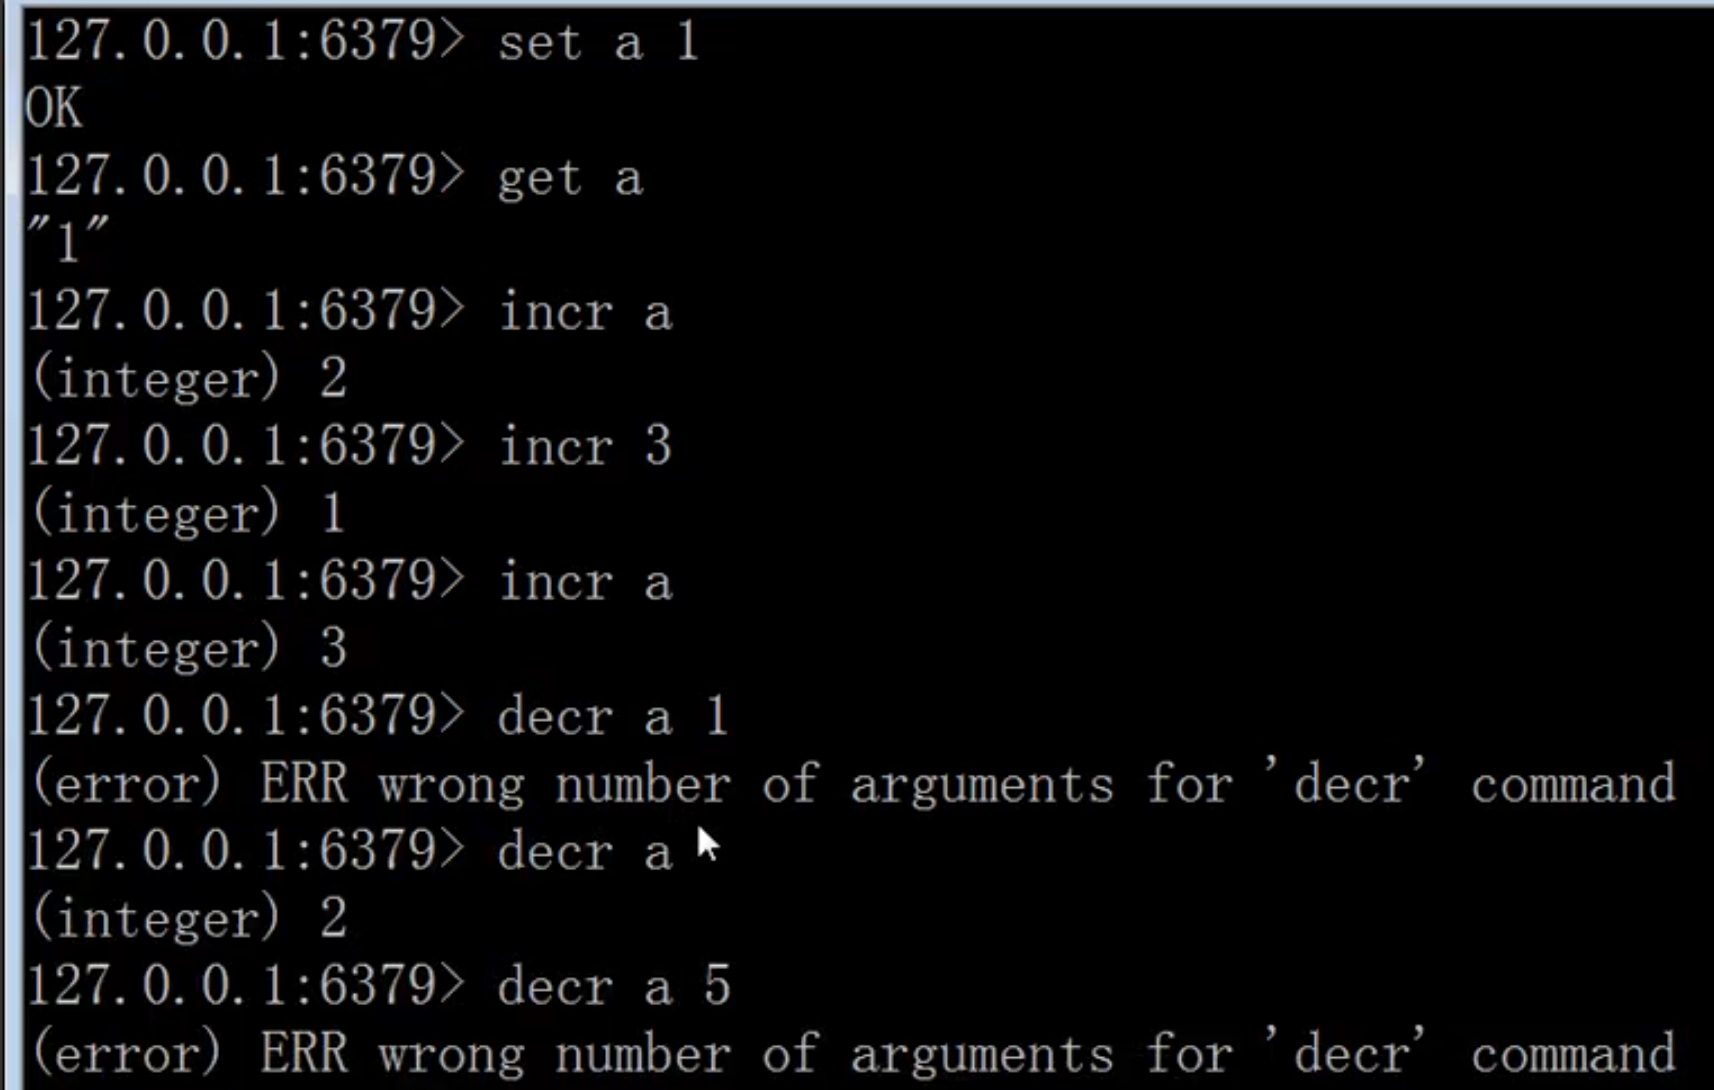 127.0.0.1:6379> set a 1
OK
127.0.0.1:6379> get a
"1"
127.0.0.1:6379> incr a
(integer) 2
127.0.0.1:6379> incr 3
(integer) 1
127.0.0.1:6379> incr a
(integer) 3
127.0.0.1:6379> decr a 1
(error) ERR wrong number of arguments for 'decr' command
127.0.0.1:6379> decr a
(integer) 2
127.0.0.1:6379> decr a 5
(error) ERR wrong number of arguments for 'decr' command